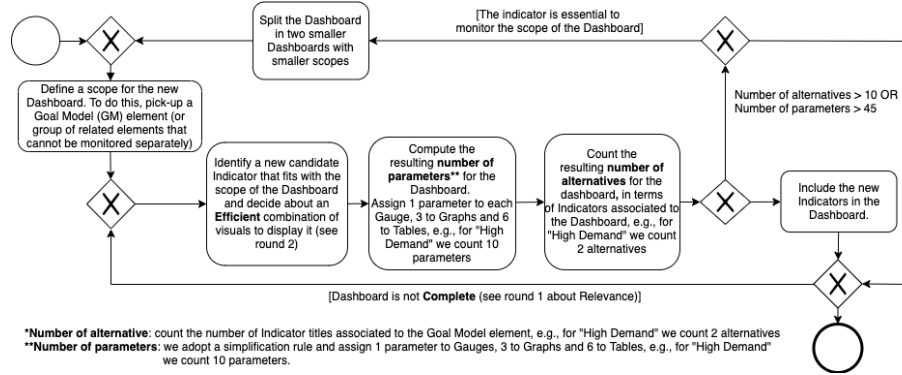 Split the Dashboard
in two smaller
Dashboards with
smaller scopes
[The indicator is essential to
monitor the scope of the Dashboard]
Define a scope for the new
Dashboard. To do this, pick-up a
Goal Model (GM) element (or
group of related elements that
cannot be monitored separately)
Number of alternatives > 10 OR
Number of parameters > 45
Identify a new candidate
Indicator that fits with the
scope of the Dashboard
and decide about an
Efficient combination of
visuals to display it (see
round 2)
Compute the
resulting number of
parameters** for the
Dashboard.
Assign 1 parameter to each
Gauge, 3 to Graphs and 6
to Tables, e.g., for "High
Demand" we count 10
parameters
Count the
resulting number of
alternatives for the
dashboard, in terms
of Indicators associated to
the Dashboard, e.g., for
"High Demand" we count
2 alternatives
Include the new
Indicators in the
Dashboard.
[Dashboard is not Complete (see round 1 about Relevance)]
*Number of alternative: count the number of Indicator titles associated to the Goal Model element, e.g., for "High Demand" we count 2 alternatives
**Number of parameters: we adopt a simplification rule and assign 1 parameter to Gauges, 3 to Graphs and 6 to Tables, e.g., for "High Demand"
we count 10 parameters.